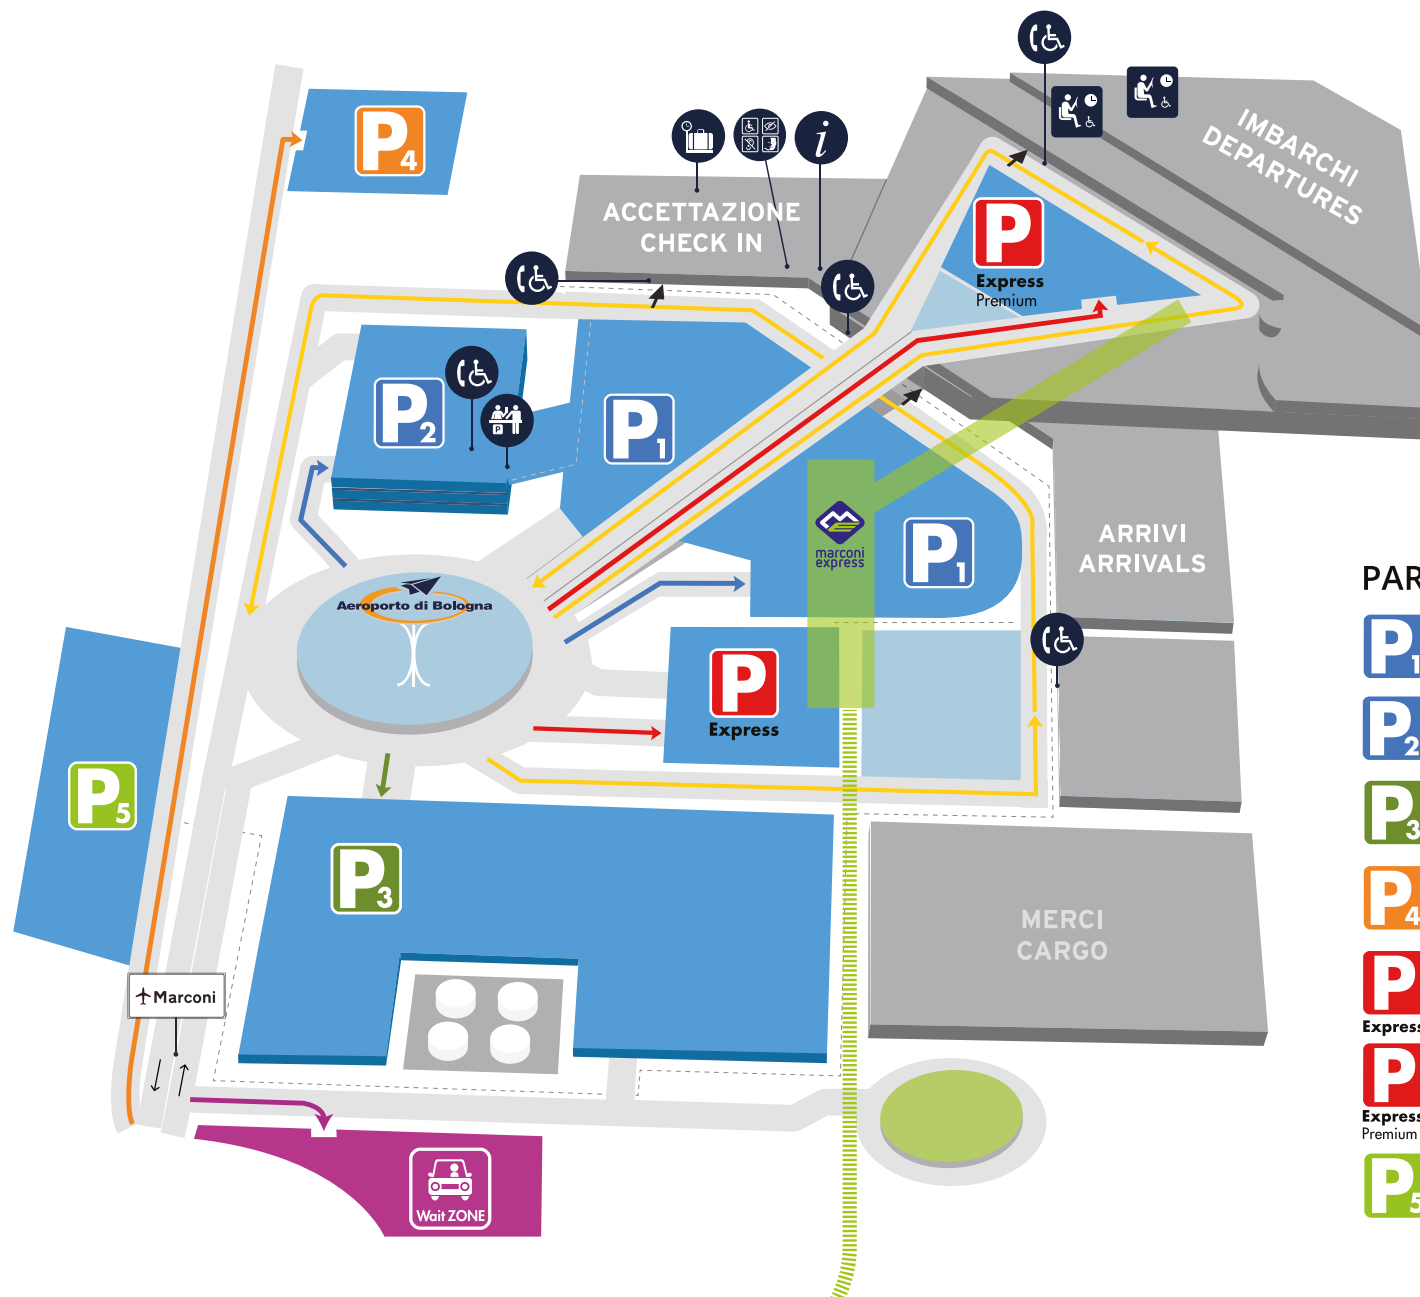 P4
ACCETTAZIONE
CHECK IN
i
IMBARCHI
DEPARTURES
P
Express
Premium
P2
P
P1
marconi
express
P1
ARRIVI
ARRIVALS
Aeroporto di Bologna
P
Express
P5
P3
MERCI
CARGO
Marconi
Wait ZONE
PAR
P1
P2
P3
P4
P
Express
P
Express
Premium
P5